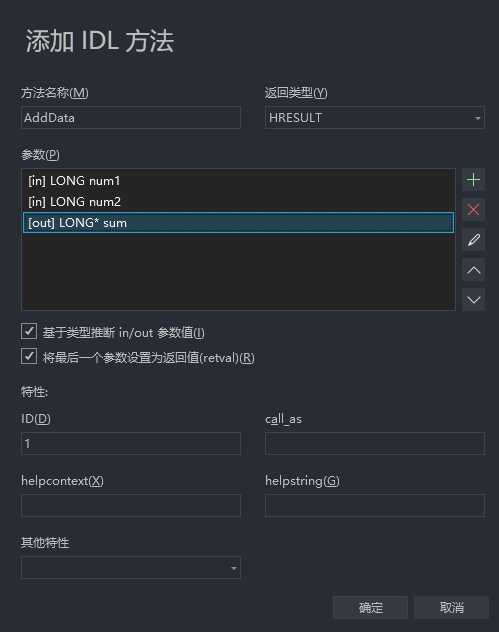 添加 IDL 方法
方法名称(M) 返回类型(Y)
AddData HRESULT
参数(P)
[in] LONG num1
[in] LONG num2
[out] LONG* sum
基于类型推断 in/out 参数值(I)
将最后一个参数设置为返回值(retval)(R)
特性:
ID(D) call_as
1
helpcontext(X) helpstring(G)
其他特性
确定 取消